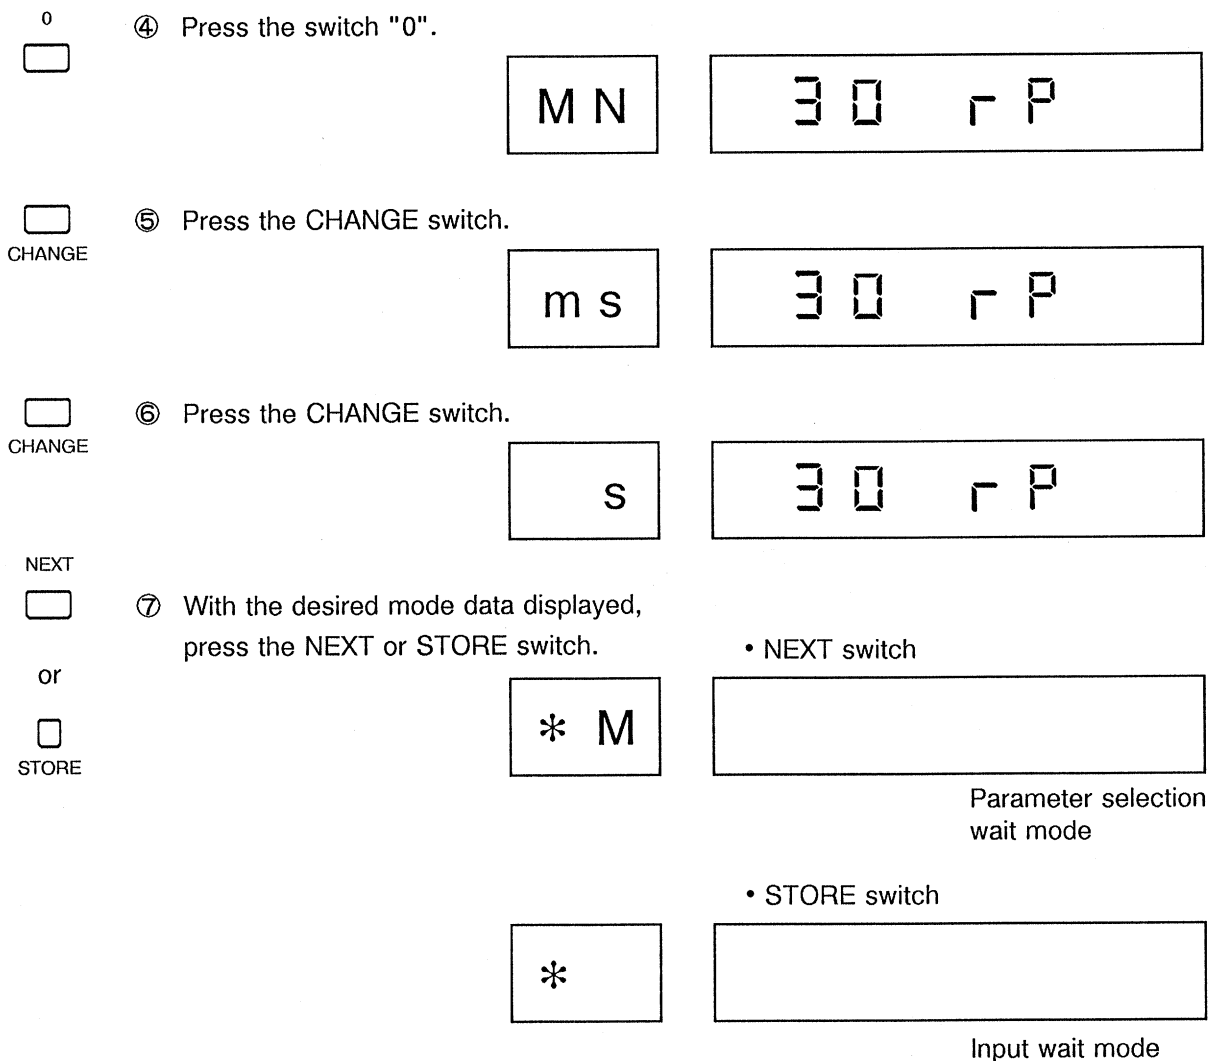 0
④ Press the switch "0".
M N
30 rP
CHANGE
⑤ Press the CHANGE switch.
m s
30 rP
CHANGE
⑥ Press the CHANGE switch.
s
30 rP
NEXT
or
STORE
⑦ With the desired mode data displayed,
press the NEXT or STORE switch.
• NEXT switch
* M
Parameter selection
wait mode
• STORE switch
*
Input wait mode